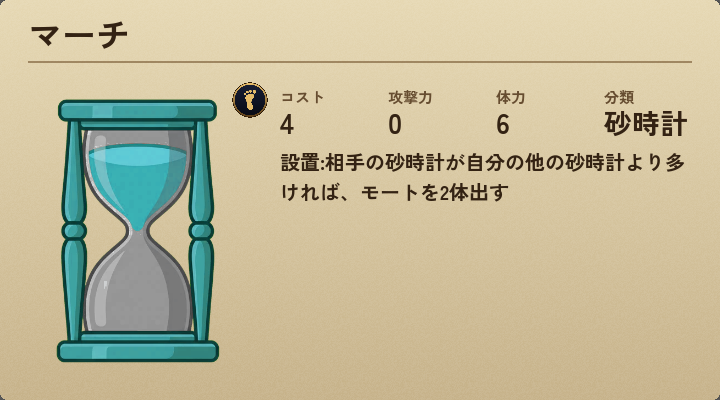 マーチ
コスト 攻撃力 体力 分類
4 0 6 砂時計
設置:相手の砂時計が自分の他の砂時計より多
ければ、モートを2体出す